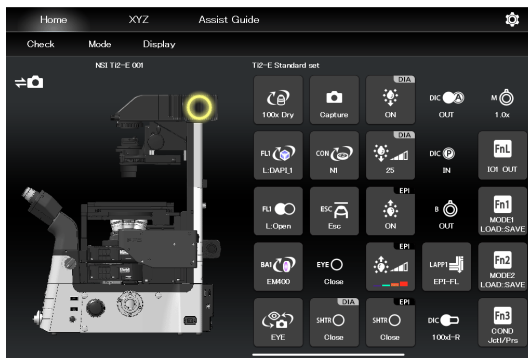 Home XYZ Assist Guide
Check Mode Display
NSI Ti2-E 001
Ti2-E Standard set
100x Dry
Capture
DIA
ON
DIC
OUT
M
1.0x
FL1
L:DAPI_1
CON
N1
DIA
25
DIC P
IN
FnL
IO1 OUT
FL1
L:Open
ESC
Esc
EPI
ON
B
OUT
Fn1
MODE1
LOAD:SAVE
BA1
EM400
EYE
Close
EPI
LAPP1
EPI-FL
Fn2
MODE2
LOAD:SAVE
EYE
DIA
SHTR
Close
EPI
SHTR
Close
DIC
100xI-R
Fn3
COND
Jctl/Prs